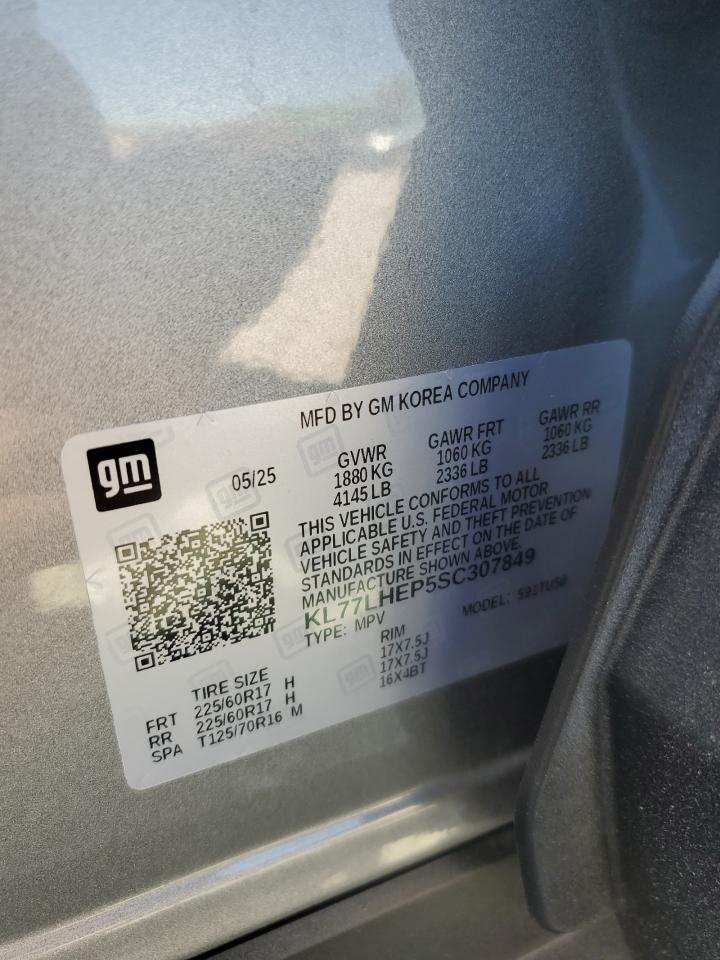 MFD BY GM KOREA COMPANY
gm
05/25
GVWR
1880 KG
4145 LB
GAWR FRT
1060 KG
2336 LB
GAWR RR
1060 KG
2336 LB
THIS VEHICLE CONFORMS TO ALL
APPLICABLE U.S. FEDERAL MOTOR
VEHICLE SAFETY AND THEFT PREVENTION
STANDARDS IN EFFECT ON THE DATE OF
MANUFACTURE SHOWN ABOVE.
KL77LHEP5SC307849
TYPE: MPV
MODEL:
TIRE SIZE RIM
FRT 225/60R17 H 17X7.5J
RR 225/60R17 H 17X7.5J
SPA T125/70R16 M 16X4BT